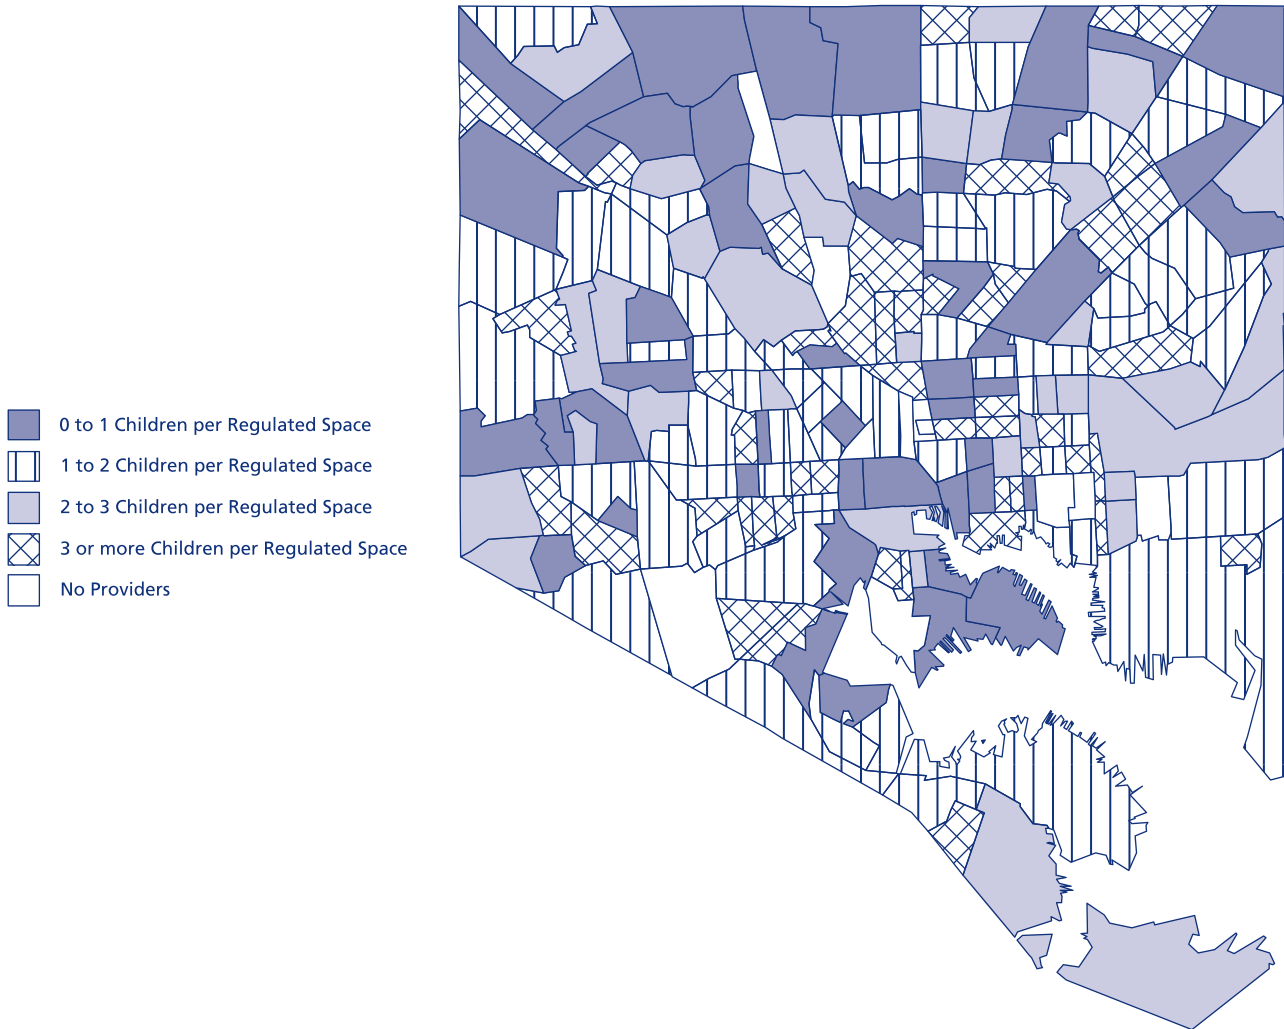 0 to 1 Children per Regulated Space
1 to 2 Children per Regulated Space
2 to 3 Children per Regulated Space
3 or more Children per Regulated Space
No Providers